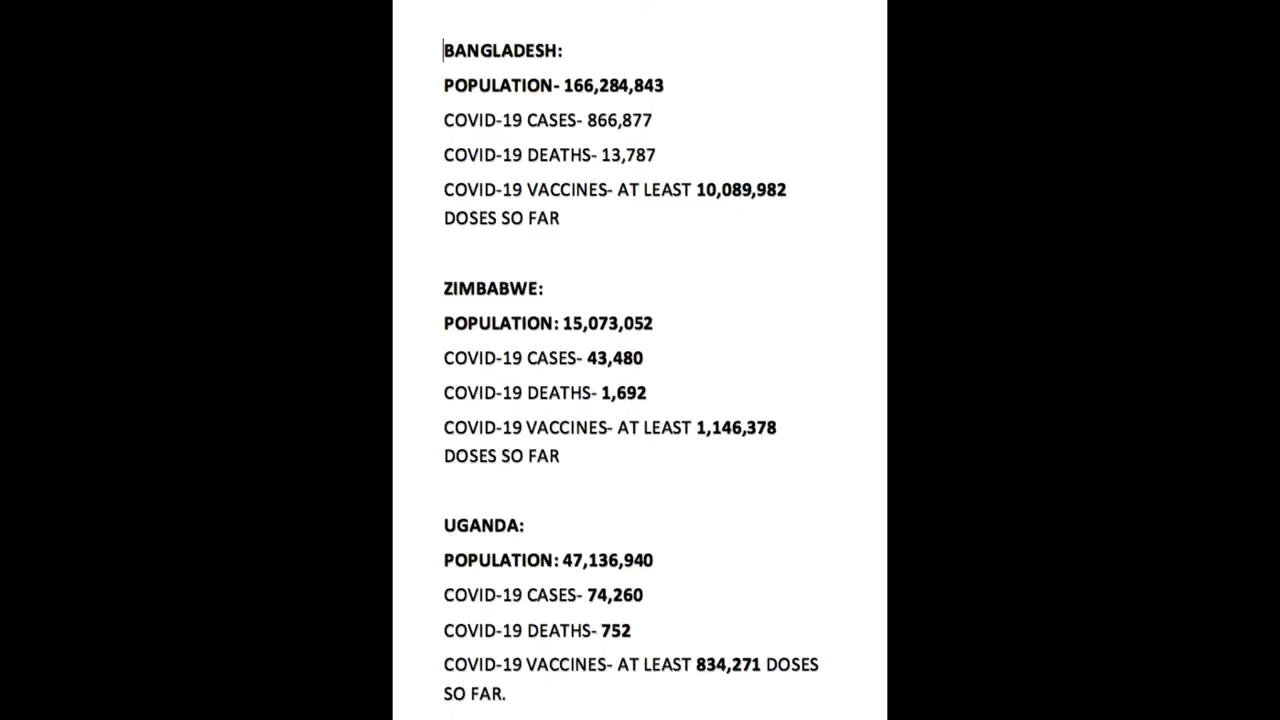 BANGLADESH:
POPULATION- 166,284,843
COVID-19 CASES- 866,877
COVID-19 DEATHS- 13,787
COVID-19 VACCINES- AT LEAST 10,089,982
DOSES SO FAR
ZIMBABWE:
POPULATION: 15,073,052
COVID-19 CASES- 43,480
COVID-19 DEATHS- 1,692
COVID-19 VACCINES- AT LEAST 1,146,378
DOSES SO FAR
UGANDA:
POPULATION: 47,136,940
COVID-19 CASES- 74,260
COVID-19 DEATHS- 752
COVID-19 VACCINES- AT LEAST 834,271 DOSES
SO FAR.